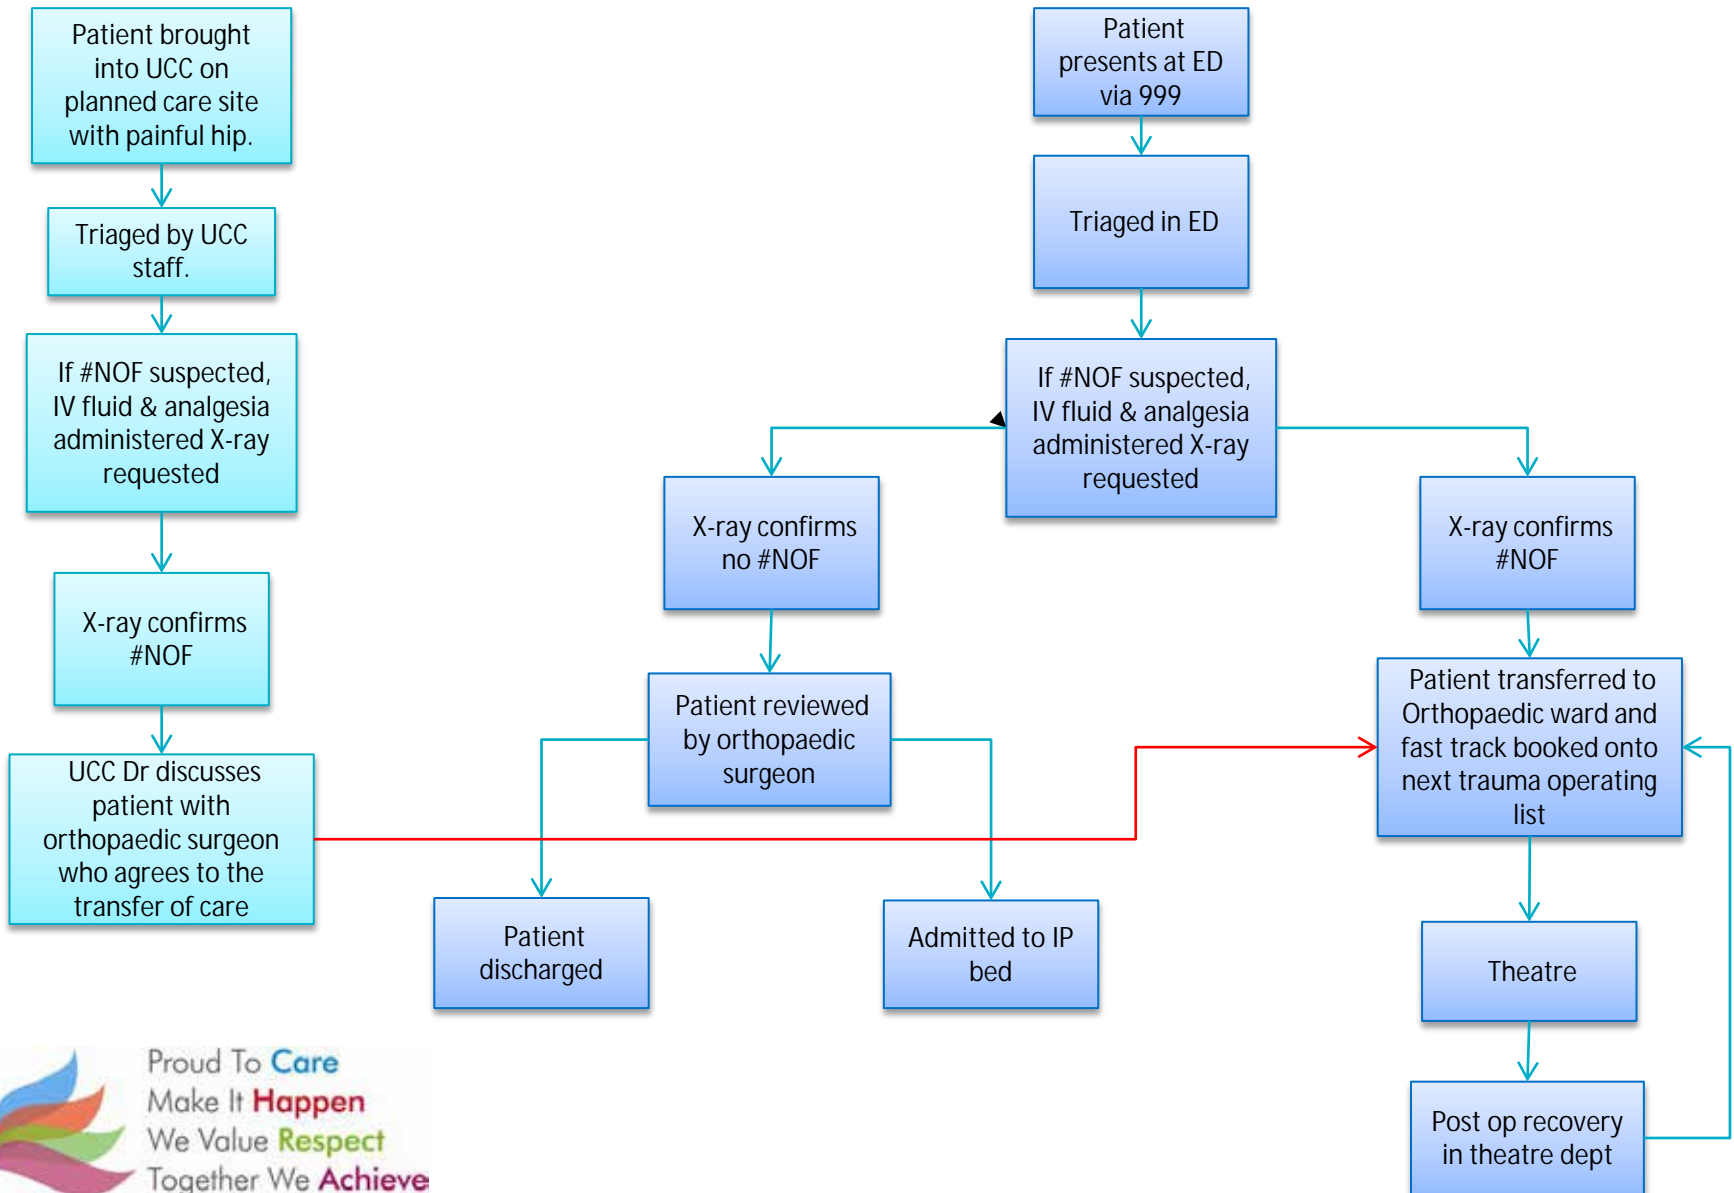 Patient brought
into UCC on
planned care site
with painful hip.
Triaged by UCC
staff.
If #NOF suspected,
IV fluid & analgesia
administered X-ray
requested
X-ray confirms
#NOF
UCC Dr discusses
patient with
orthopaedic surgeon
who agrees to the
transfer of care
Patient
presents at ED
via 999
Triaged in ED
If #NOF suspected,
IV fluid & analgesia
administered X-ray
requested
X-ray confirms
no #NOF
Patient reviewed
by orthopaedic
surgeon
Patient
discharged
Admitted to IP
bed
X-ray confirms
#NOF
Patient transferred to
Orthopaedic ward and
fast track booked onto
next trauma operating
list
Theatre
Post op recovery
in theatre dept
Proud To Care
Make It Happen
We Value Respect
Together We Achieve